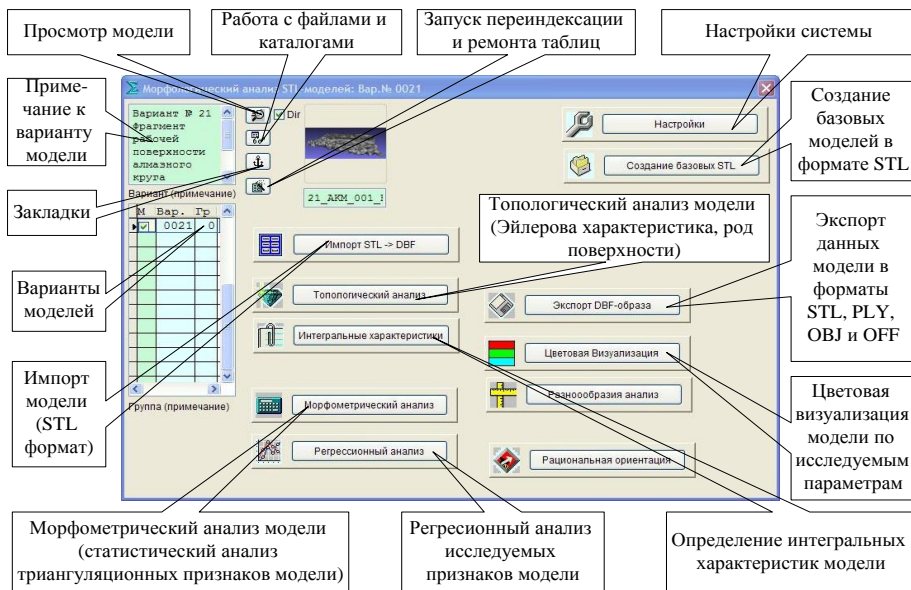 Просмотр модели
Работа с файлами и
каталогами
Запуск переиндексации
и ремонта таблиц
Настройки системы
Приме-
чание к
варианту
модели
Закладки
Варианты
моделей
Импорт
модели
(STL
формат)
Морфологический анализ STL-моделей: Вар.№ 0021
Вариант № 21
фрагмент
рабочей
поверхности
алмазного
круга
Вариант (примечание)
Dir
21_АКМ_001_
М Вар. Гр
0021 0
Группа (примечание)
Настройки
Создание базовых STL
Создание
базовых
моделей в
формате STL
Топологический анализ модели
(Эйлерова характеристика, род
поверхности)
Импорт STL -> DBF
Топологический анализ
Интегральные характеристики
Морфометрический анализ
Регрессионный анализ
Экспорт DBF-образа
Цветовая Визуализация
Разноообразия анализ
Рациональная ориентация
Экспорт
данных
модели в
форматы
STL, PLY,
OBJ и OFF
Цветовая
визуализация
модели по
исследуемым
параметрам
Морфометрический анализ модели
(статистический анализ
триангуляционных признаков модели)
Регресионный анализ
исследуемых
признаков модели
Определение интегральных
характеристик модели